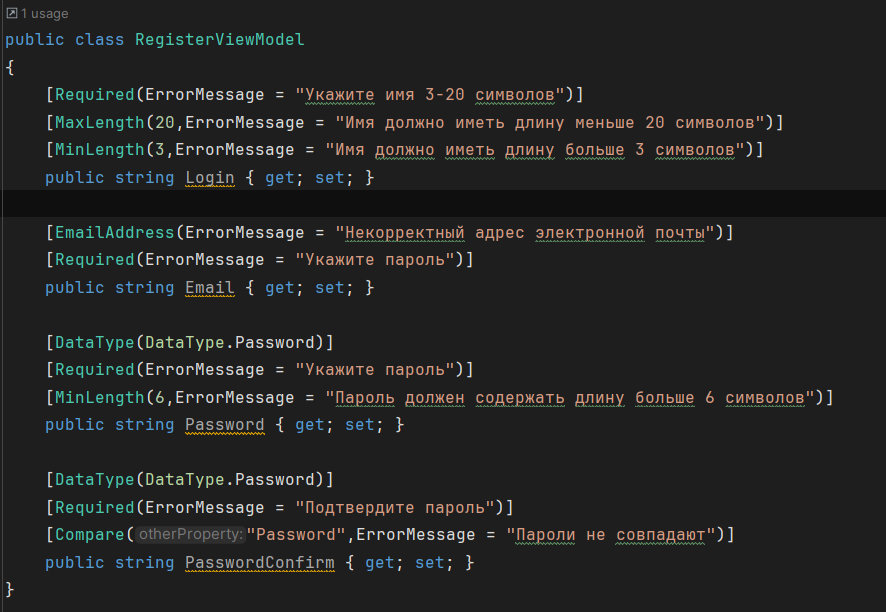 1 usage
public class RegisterViewModel
{
[Required(ErrorMessage = "Укажите имя 3-20 символов")]
[MaxLength(20,ErrorMessage = "Имя должно иметь длину меньше 20 символов")]
[MinLength(3,ErrorMessage = "Имя должно иметь длину больше 3 символов")]
public string Login { get; set; }
[EmailAddress(ErrorMessage = "Некорректный адрес электронной почты")]
[Required(ErrorMessage = "Укажите пароль")]
public string Email { get; set; }
[DataType(DataType.Password)]
[Required(ErrorMessage = "Укажите пароль")]
[MinLength(6,ErrorMessage = "Пароль должен содержать длину больше 6 символов")]
public string Password { get; set; }
[DataType(DataType.Password)]
[Required(ErrorMessage = "Подтвердите пароль")]
[Compare(otherProperty:"Password",ErrorMessage = "Пароли не совпадают")]
public string PasswordConfirm { get; set; }
}